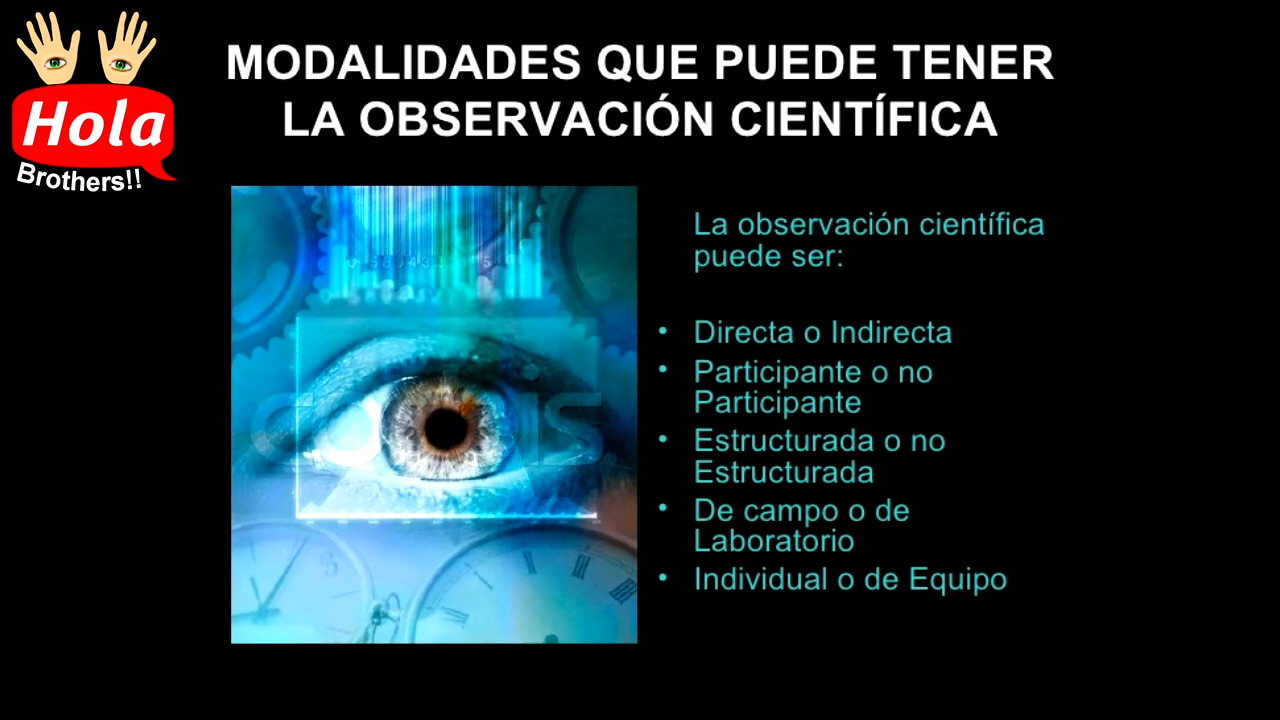 Hola
Brothers!!
MODALIDADES QUE PUEDE TENER
LA OBSERVACIÓN CIENTÍFICA
La observación científica
puede ser:
• Directa o Indirecta
• Participante o no
Participante
• Estructurada o no
Estructurada
• De campo o de
Laboratorio
• Individual o de Equipo